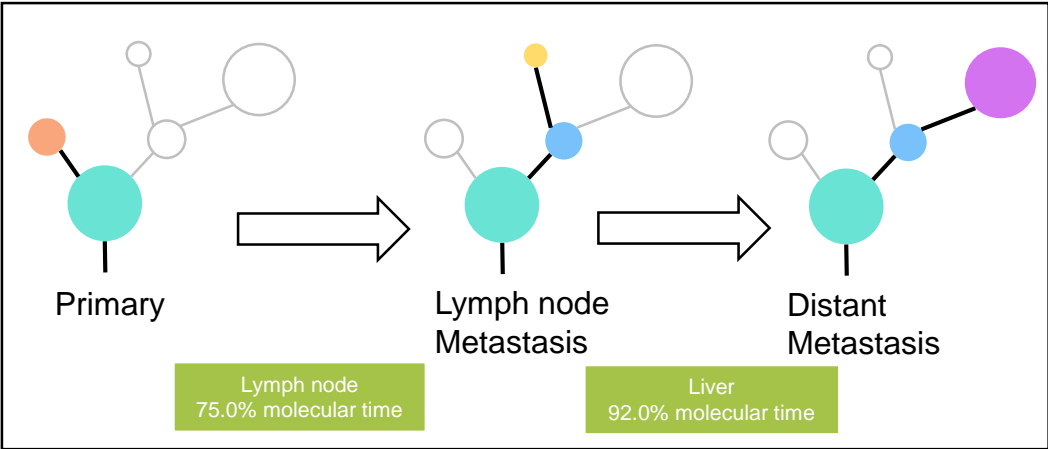 Primary
Lymph node
Metastasis
Distant
Metastasis
Lymph node
75.0% molecular time
Liver
92.0% molecular time